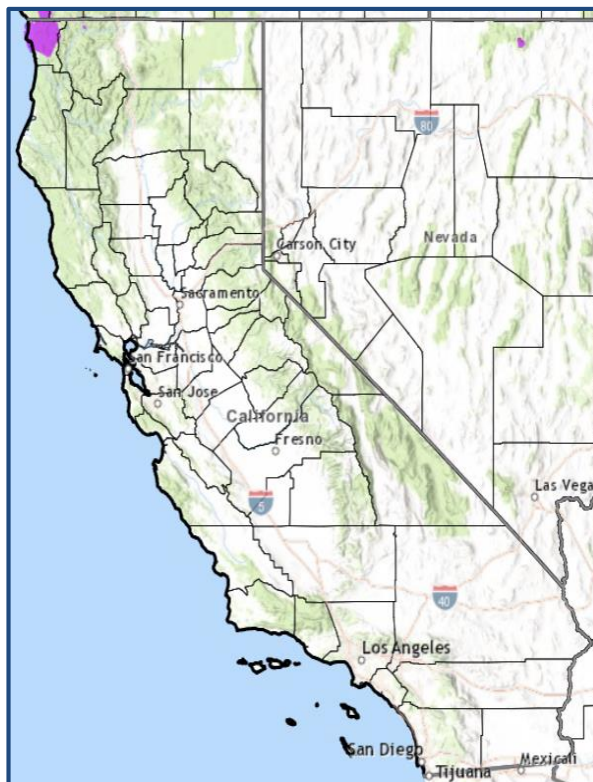 80
Carson City
Nevada
Sacramento
San Francisco
San Jose
California
Fresno
Las Vega
5
40
Los Angeles
San Diego
Tijuana
Mexicali